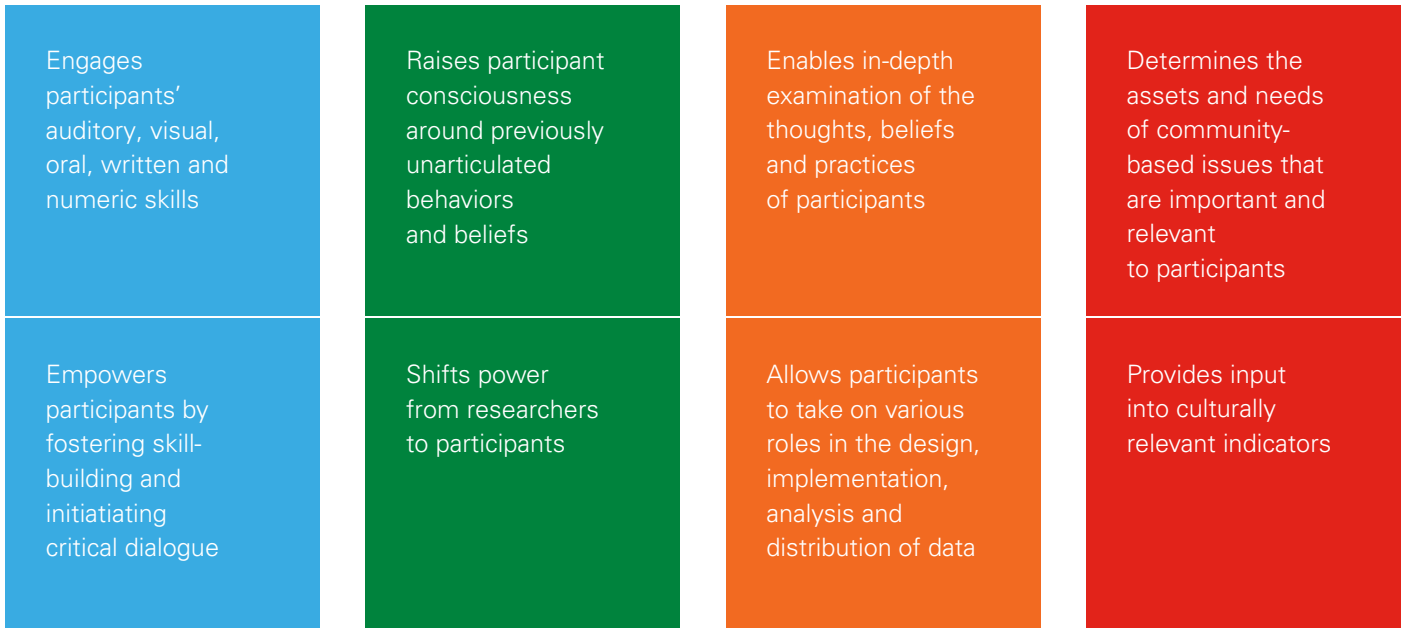 Engages
participants’
auditory, visual,
oral, written and
numeric skills
Raises participant
consciousness
around previously
unarticulated
behaviors
and beliefs
Enables in-depth
examination of the
thoughts, beliefs
and practices
of participants
Determines the
assets and needs
of community-
based issues that
are important and
relevant
to participants
Empowers
participants by
fostering skill-
building and
initiatiating
critical dialogue
Shifts power
from researchers
to participants
Allows participants
to take on various
roles in the design,
implementation,
analysis and
distribution of data
Provides input
into culturally
relevant indicators